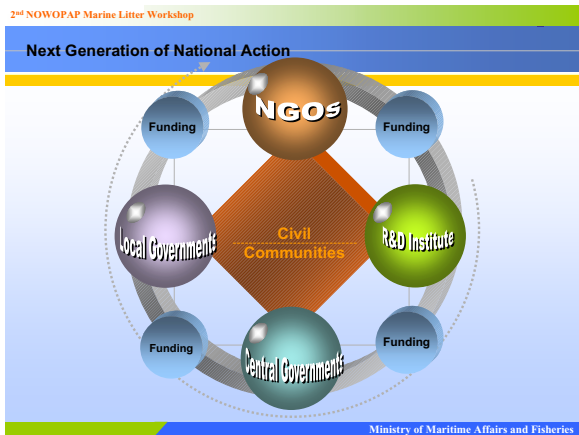 2nd NOWOPAP Marine Litter Workshop
Next Generation of National Action
NGOs
Funding
Funding
Local Governments
Civil
Communities
R&D Institute
Funding
Central Governments
Funding
Ministry of Maritime Affairs and Fisheries